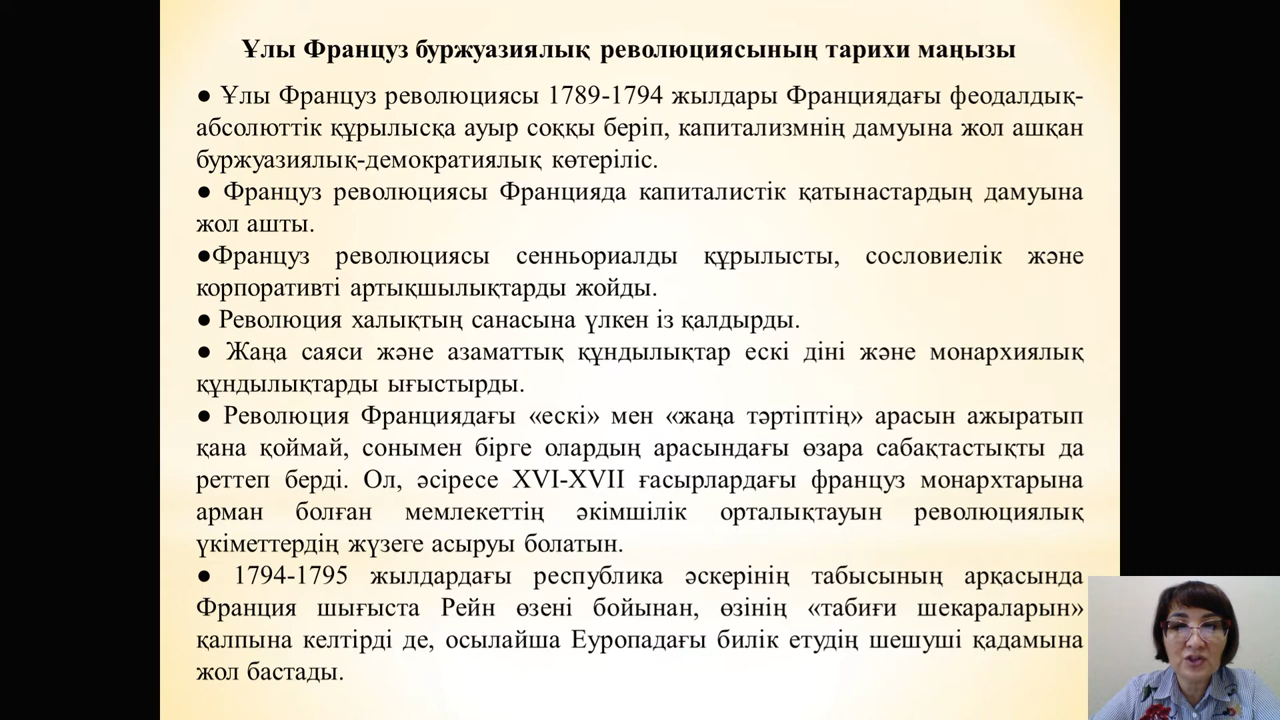 Ұлы Француз буржуазиялық революциясының тарихи маңызы
● Ұлы Француз революциясы 1789-1794 жылдары Франциядағы феодалдық-
абсолюттік құрылысқа ауыр соққы беріп, капитализмнің дамуына жол ашқан
буржуазиялық-демократиялық көтеріліс.
● Француз революциясы Францияда капиталистік қатынастардың дамуына
жол ашты.
●Француз революциясы сенньориалды құрылысты, сословиелік және
корпоративті артықшылықтарды жойды.
● Революция халықтың санасына үлкен із қалдырды.
● Жаңа саяси және азаматтық құндылықтар ескі діні және монархиялық
құндылықтарды ығыстырды.
● Революция Франциядағы «ескі» мен «жаңа тәртіптің» арасын ажыратып
қана қоймай, сонымен бірге олардың арасындағы өзара сабақтастықты да
реттеп берді. Ол, әсіресе XVI-XVII ғасырлардағы француз монархтарына
арман болған мемлекеттің әкімшілік орталықтауын революциялық
үкіметтердің жүзеге асыруы болатын.
● 1794-1795 жылдардағы республика әскерінің табысының арқасында
Франция шығыста Рейн өзені бойынан, өзінің «табиғи шекараларын»
қалпына келтірді де, осылайша Еуропадағы билік етудің шешуші қадамына
жол бастады.